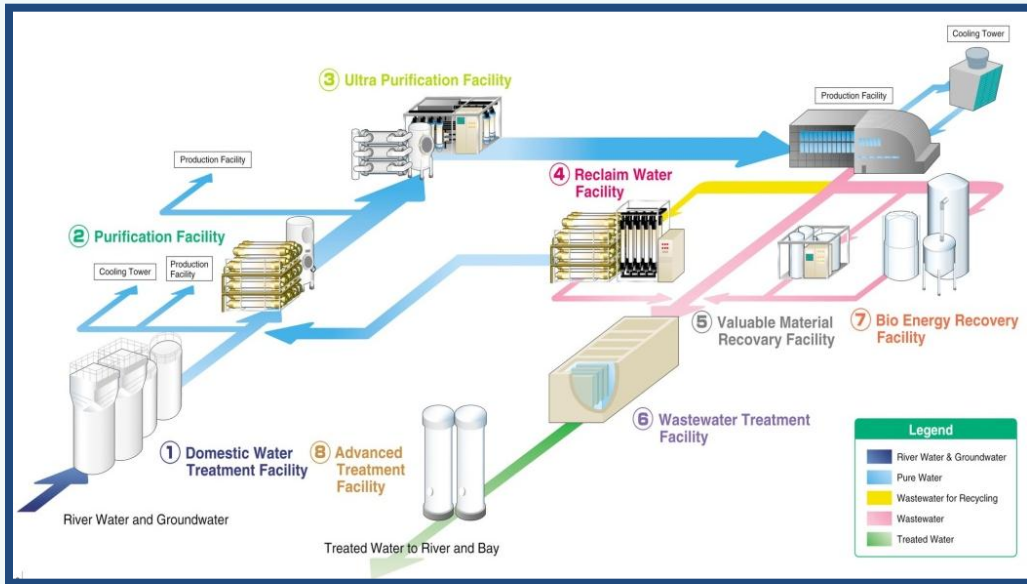 Cooling Tower
③ Ultra Purification Facility
Production Facility
Production Facility
④ Reclaim Water
Facility
② Purification Facility
Cooling Tower
Production
Facility
⑤ Valuable Material
Recovary Facility
⑦ Bio Energy Recovery
Facility
⑥ Wastewater Treatment
Facility
① Domestic Water
Treatment Facility
⑧ Advanced
Treatment
Facility
River Water and Groundwater
Treated Water to River and Bay
Legend
River Water & Groundwater
Pure Water
Wastewater for Recycling
Wastewater
Treated Water